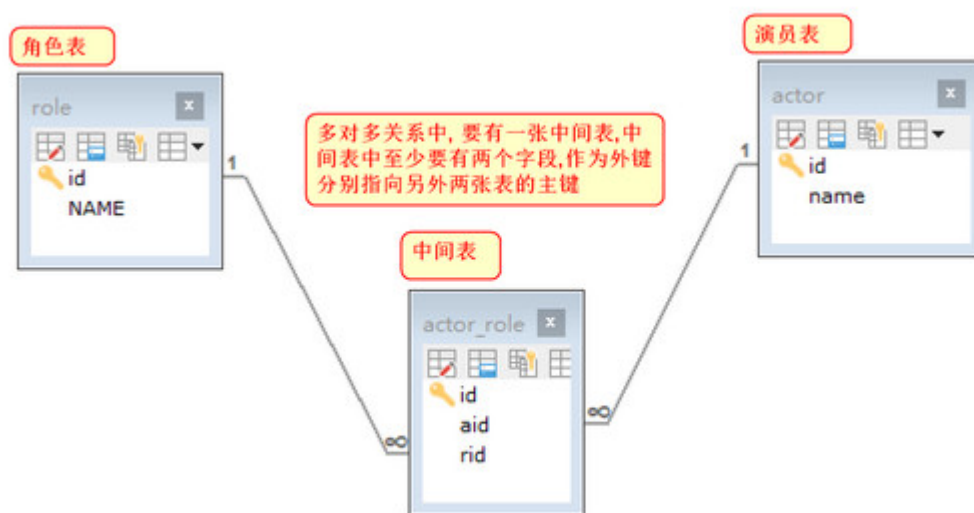 角色表
role
id
NAME
1
多对多关系中, 要有一张中间表,中
间表中至少要有两个字段,作为外键
分别指向另外两张表的主键
演员表
actor
id
name
1
中间表
actor_role
id
aid
rid
∞
∞